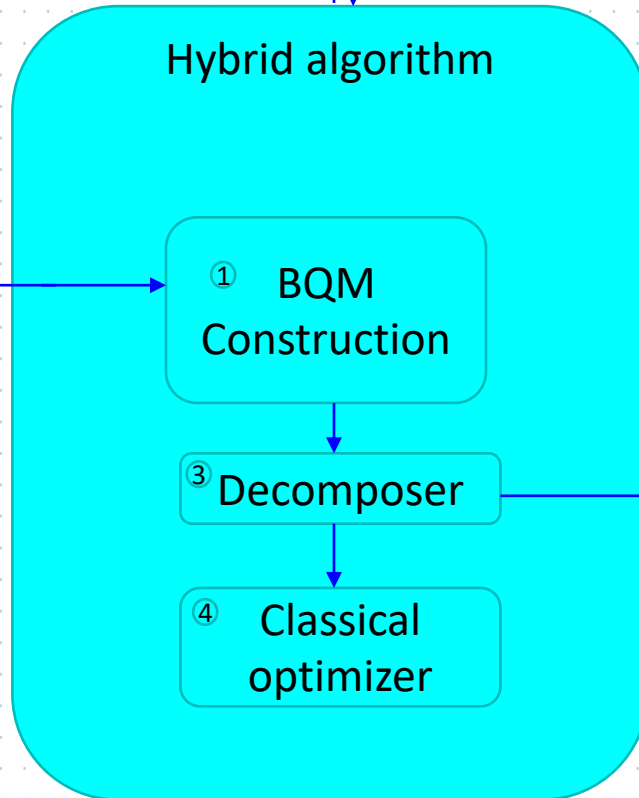 Hybrid algorithm
① BQM
Construction
③ Decomposer
④ Classical
optimizer